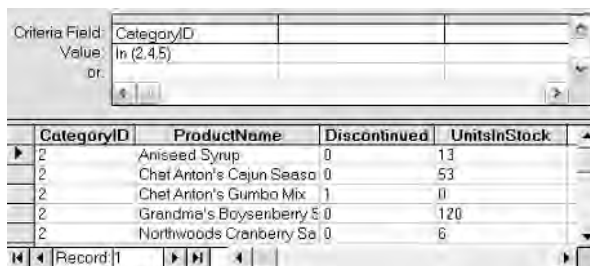 Criteria Field: CategoryID
Value: In (2,4,5)
or:
CategoryID ProductName Discontinued UnitsInStock
2 Aniseed Syrup 0 13
2 Chef Anton's Cajun Seaso 0 53
2 Chef Anton's Gumbo Mix 1 0
2 Grandma's Boysenberry S 0 120
2 Northwoods Cranberry Sa 0 6
Record:1